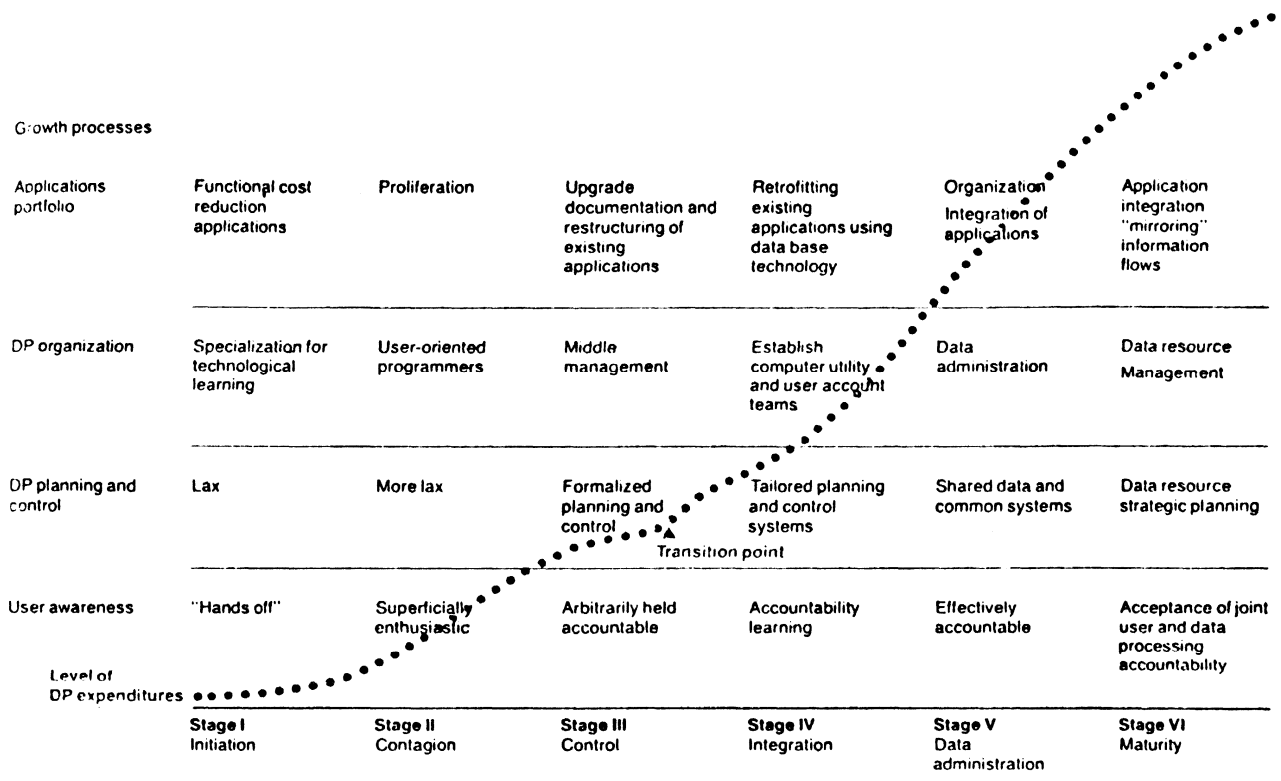 Growth processes
Applications
portfolio
Functional cost
reduction
applications
Proliferation
Upgrade
documentation and
restructuring of
existing
applications
Retrofitting
existing
applications using
data base
technology
Organization
Integration of
applications
Application
integration
"mirroring"
information
flows
DP organization
Specialization for
technological
learning
User-oriented
programmers
Middle
management
Establish
computer utility
and user account
teams
Data
administration
Data resource
Management
DP planning and
control
Lax
More lax
Formalized
planning and
control
Tailored planning
and control
systems
Shared data and
common systems
Data resource
strategic planning
Transition point
User awareness
"Hands off"
Superficially
enthusiastic
Arbitrarily held
accountable
Accountability
learning
Effectively
accountable
Acceptance of joint
user and data
processing
accountability
Level of
DP expenditures
Stage I
Initiation
Stage II
Contagion
Stage III
Control
Stage IV
Integration
Stage V
Data
administration
Stage VI
Maturity